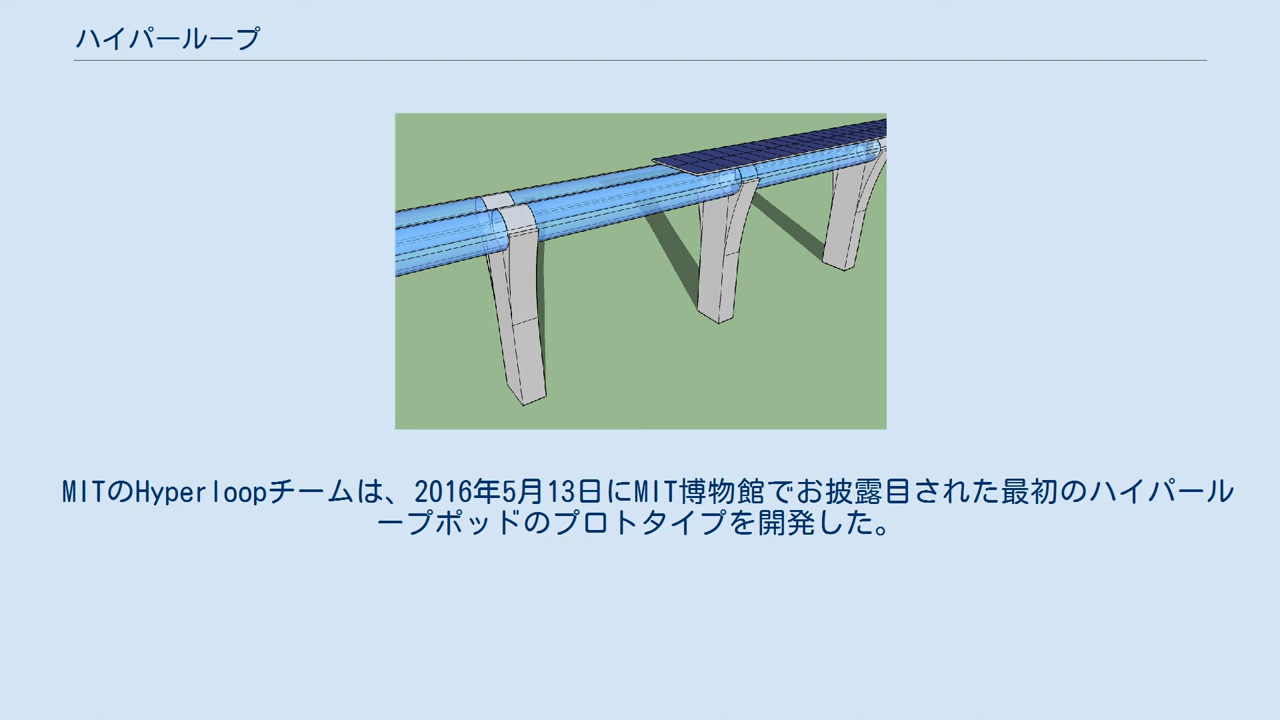 ハイパーループ
MITのHyperloopチームは、2016年5月13日にMIT博物館でお披露目された最初のハイパール
ープポッドのプロトタイプを開発した。